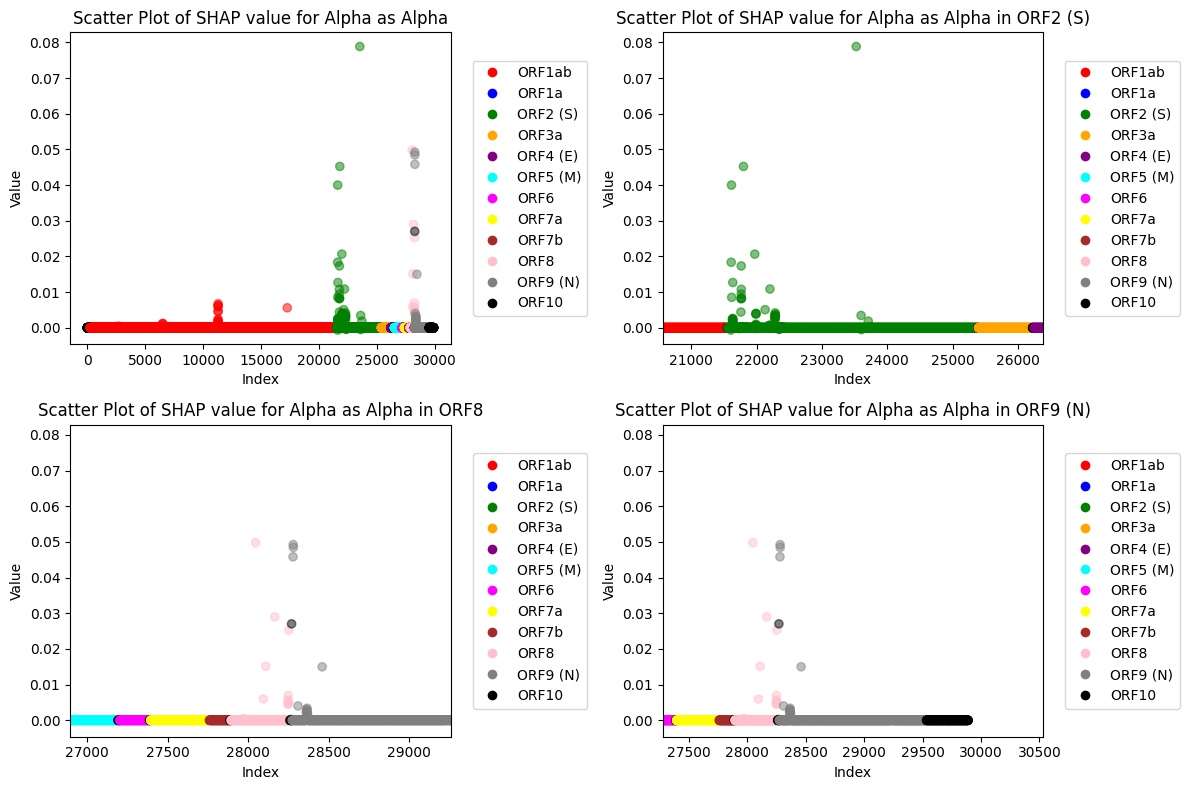 Scatter Plot of SHAP value for Alpha as Alpha
Value
0.08
0.07
0.06
0.05
0.04
0.03
0.02
0.01
0.00
0
5000
10000
15000
20000
25000
30000
Index
ORF1ab
ORF1a
ORF2 (S)
ORF3a
ORF4 (E)
ORF5 (M)
ORF6
ORF7a
ORF7b
ORF8
ORF9 (N)
ORF10
Scatter Plot of SHAP value for Alpha as Alpha in ORF2 (S)
Value
0.08
0.07
0.06
0.05
0.04
0.03
0.02
0.01
0.00
21000
22000
23000
24000
25000
26000
Index
ORF1ab
ORF1a
ORF2 (S)
ORF3a
ORF4 (E)
ORF5 (M)
ORF6
ORF7a
ORF7b
ORF8
ORF9 (N)
ORF10
Scatter Plot of SHAP value for Alpha as Alpha in ORF8
Value
0.08
0.07
0.06
0.05
0.04
0.03
0.02
0.01
0.00
27000
27500
28000
28500
29000
Index
ORF1ab
ORF1a
ORF2 (S)
ORF3a
ORF4 (E)
ORF5 (M)
ORF6
ORF7a
ORF7b
ORF8
ORF9 (N)
ORF10
Scatter Plot of SHAP value for Alpha as Alpha in ORF9 (N)
Value
0.08
0.07
0.06
0.05
0.04
0.03
0.02
0.01
0.00
27500
28000
28500
29000
29500
30000
30500
Index
ORF1ab
ORF1a
ORF2 (S)
ORF3a
ORF4 (E)
ORF5 (M)
ORF6
ORF7a
ORF7b
ORF8
ORF9 (N)
ORF10